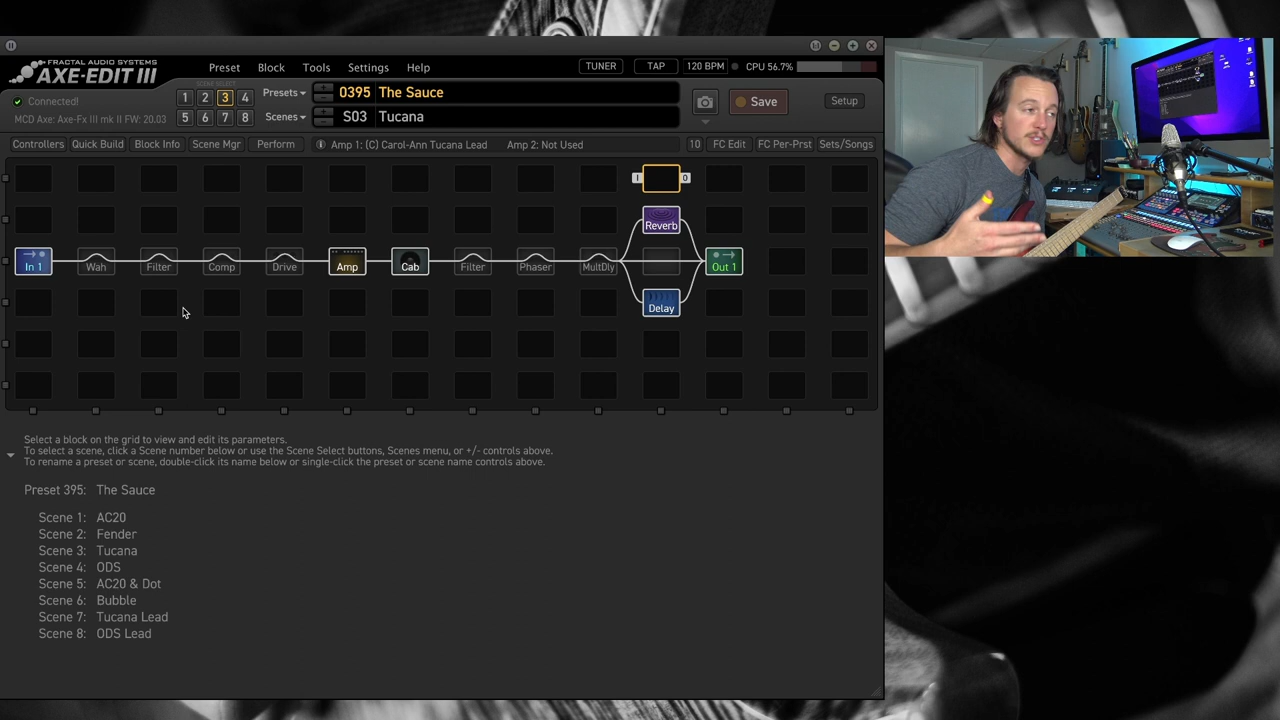 FRACTAL AUDIO SYSTEMS
AXE-EDIT III
Preset Block Tools Settings Help
TUNER TAP 120 BPM CPU 56.7%
SCENE SELECT
1 2 3 4
5 6 7 8
Presets 0395 The Sauce
Scenes S03 Tucana
Save
Setup
Connected!
MCD Axe: Axe-Fx III mk II FW: 20.03
Controllers Quick Build Block Info Scene Mgr Perform Amp 1: (C) Carol-Ann Tucana Lead Amp 2: Not Used 10 FC Edit FC Per-Prst Sets/Songs
I O
Reverb
In 1 Wah Filter Comp Drive Amp Cab Filter Phaser MultDly Out 1
Delay
Select a block on the grid to view and edit its parameters.
To select a scene, click a Scene number below or use the Scene Select buttons, Scenes menu, or +/- controls above.
To rename a preset or scene, double-click its name below or single-click the preset or scene name controls above.
Preset 395: The Sauce
Scene 1: AC20
Scene 2: Fender
Scene 3: Tucana
Scene 4: ODS
Scene 5: AC20 & Dot
Scene 6: Bubble
Scene 7: Tucana Lead
Scene 8: ODS Lead